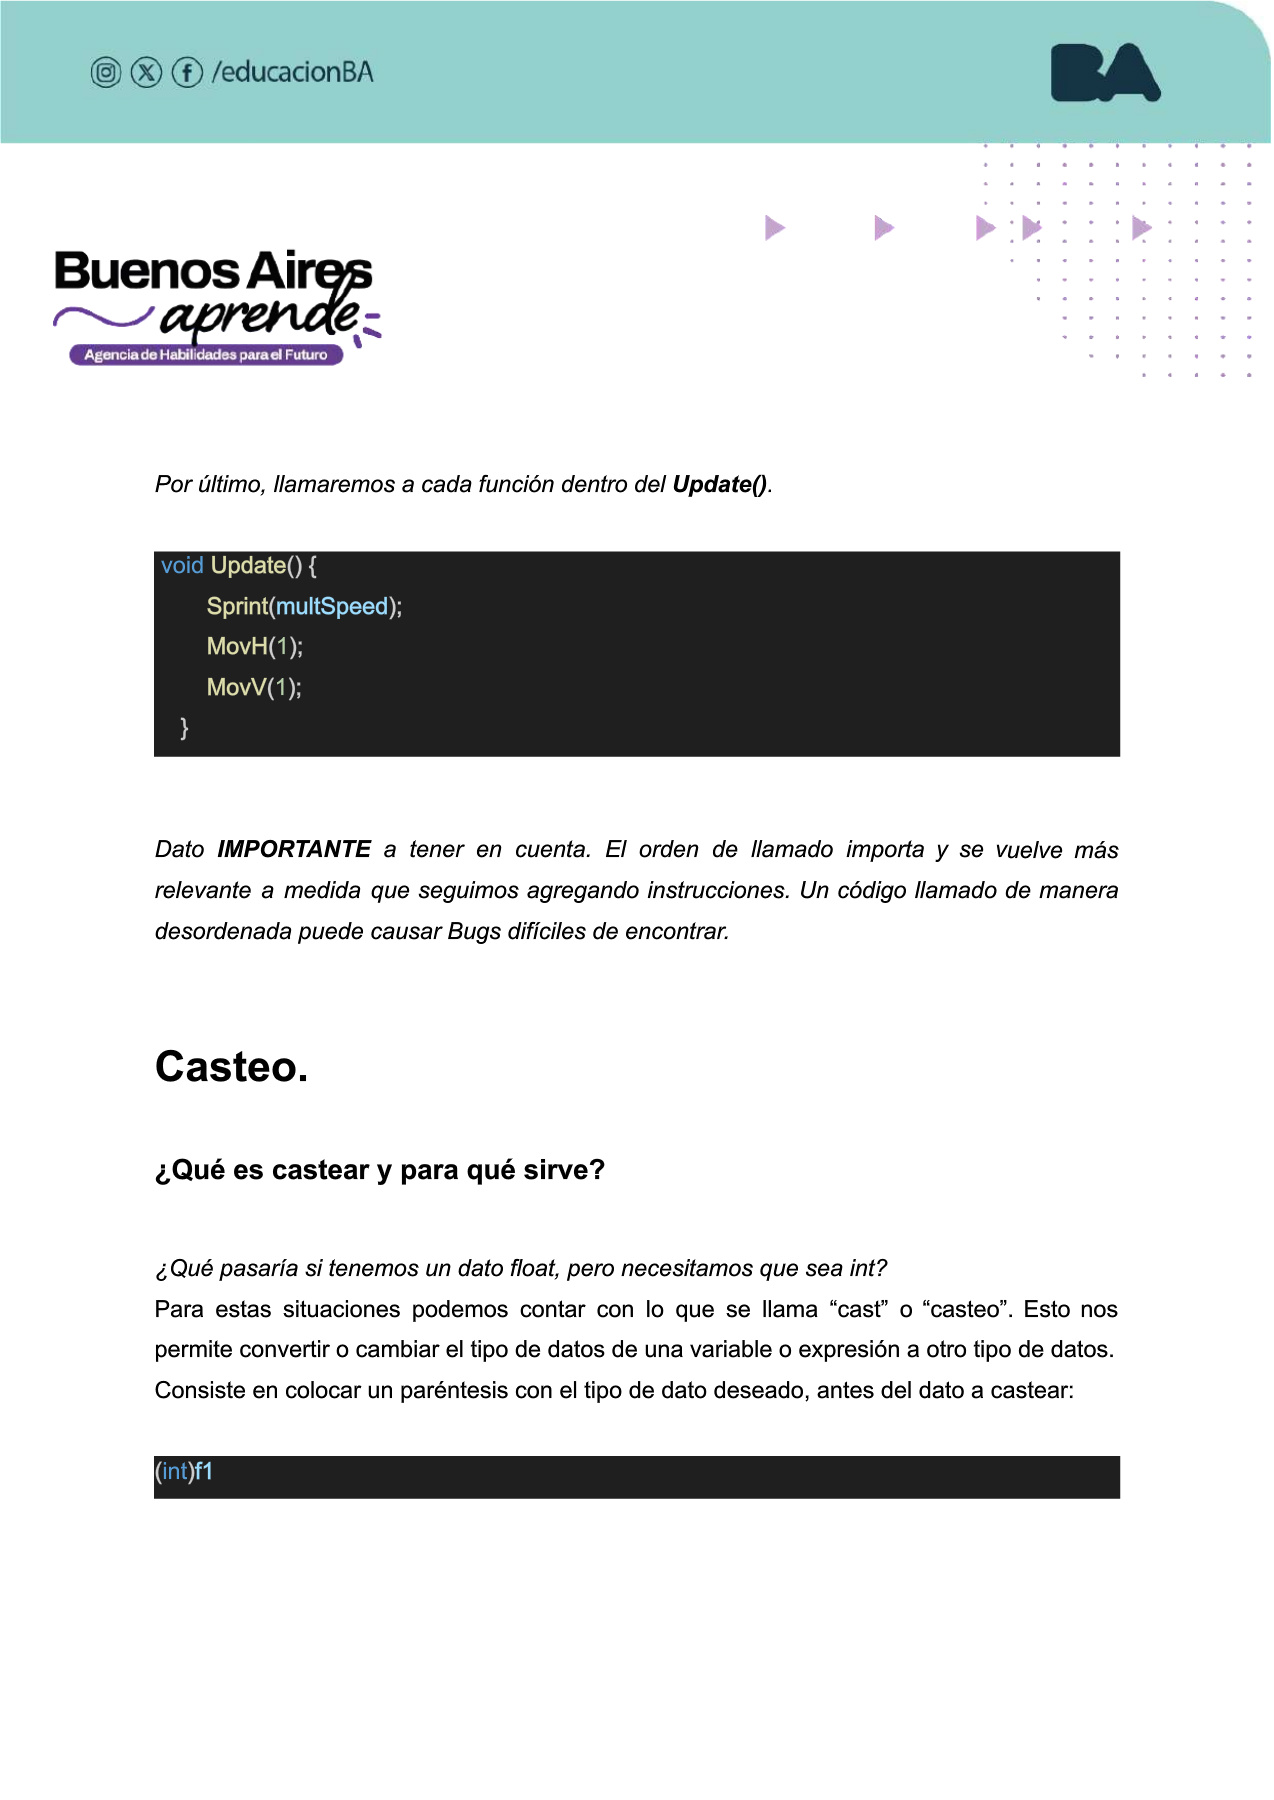 /educacionBA
BA
Buenos Aires
aprende
Agencia de Habilidades para el Futuro
Por último, llamaremos a cada función dentro del Update().
void Update() {
Sprint(multSpeed);
MovH(1);
MovV(1);
}
Dato IMPORTANTE a tener en cuenta. El orden de llamado importa y se vuelve más
relevante a medida que seguimos agregando instrucciones. Un código llamado de manera
desordenada puede causar Bugs difíciles de encontrar.
Casteo.
¿Qué es castear y para qué sirve?
¿Qué pasaría si tenemos un dato float, pero necesitamos que sea int?
Para estas situaciones podemos contar con lo que se llama “cast” o “casteo”. Esto nos
permite convertir o cambiar el tipo de datos de una variable o expresión a otro tipo de datos.
Consiste en colocar un paréntesis con el tipo de dato deseado, antes del dato a castear:
(int)f1